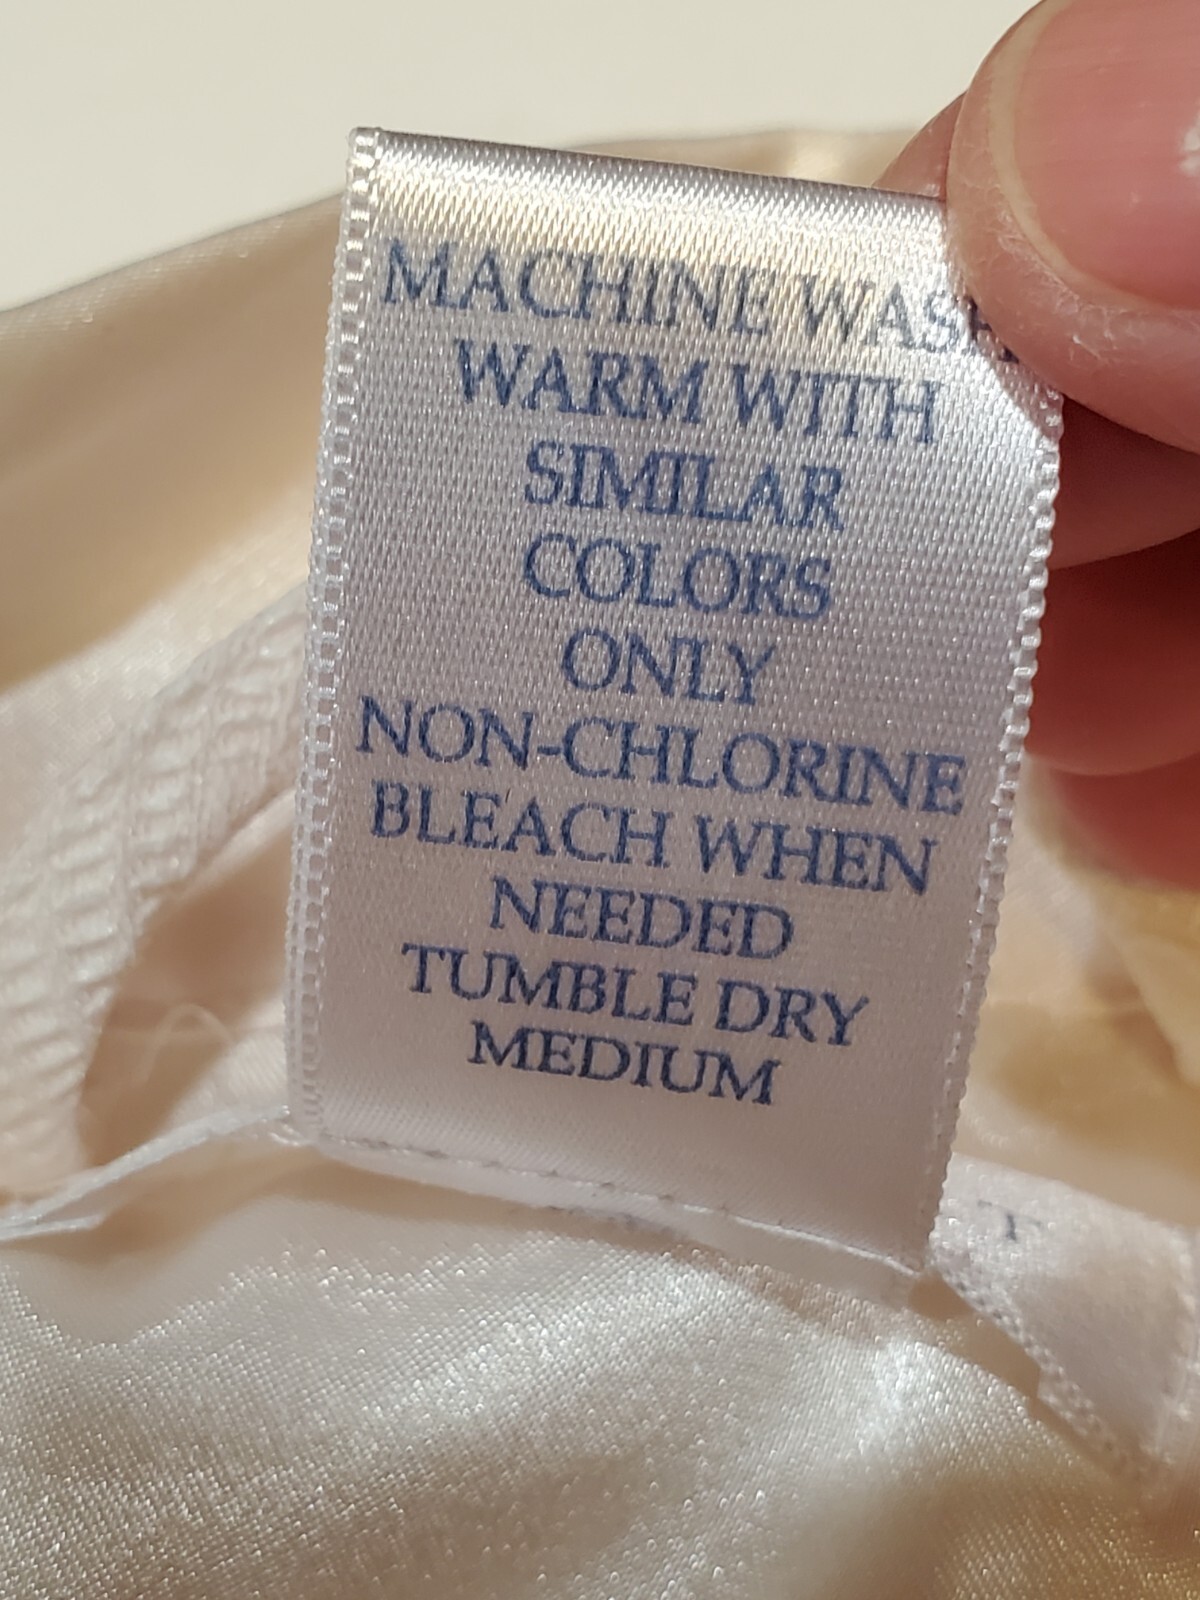 MACHINE WASH
WARM WITH
SIMILAR
COLORS
ONLY
NON-CHLORINE
BLEACH WHEN
NEEDED
TUMBLE DRY
MEDIUM
T